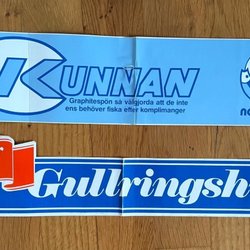 KUNNAN
Graphitespön så välgjorda att de inte
ens behöver fiska efter komplimanger
Gullringsh